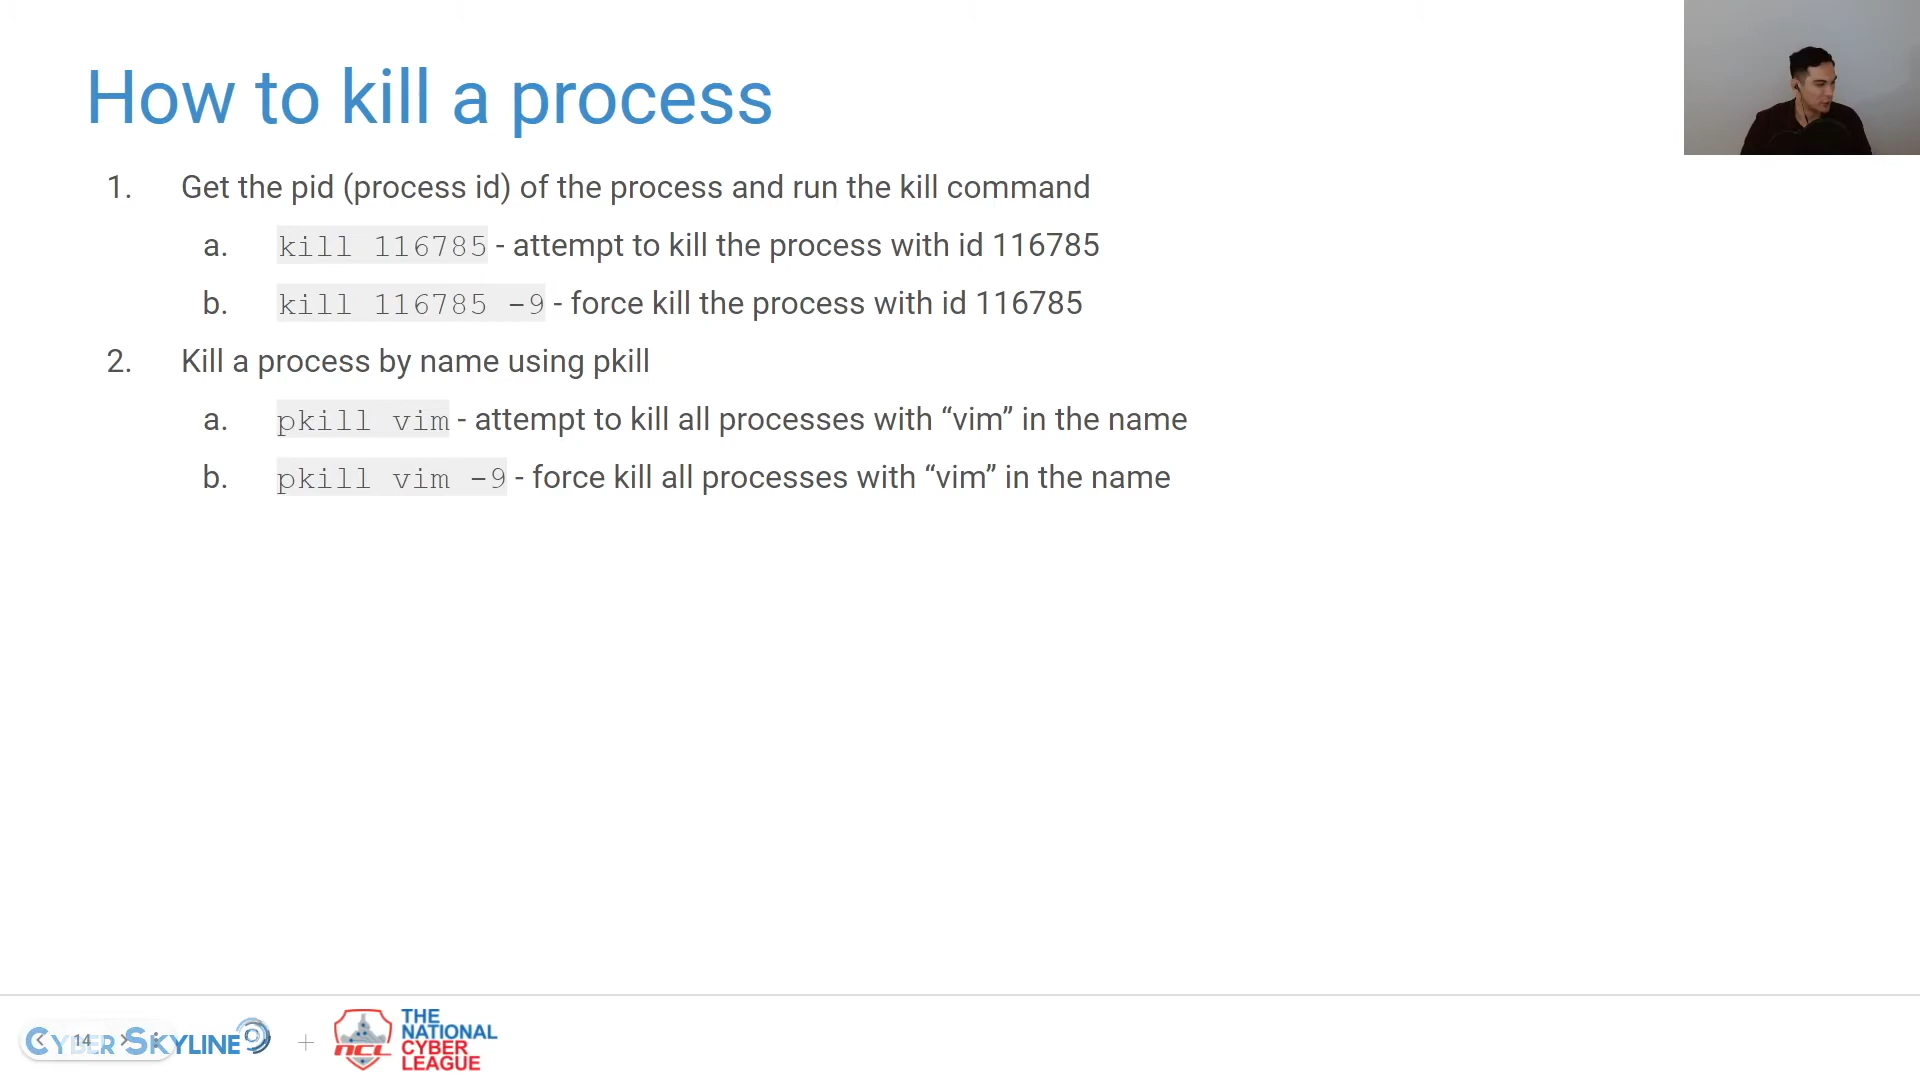 How to kill a process
1. Get the pid (process id) of the process and run the kill command
a. kill 116785 - attempt to kill the process with id 116785
b. kill 116785 -9 - force kill the process with id 116785
2. Kill a process by name using pkill
a. pkill vim - attempt to kill all processes with “vim” in the name
b. pkill vim -9 - force kill all processes with “vim” in the name
CYBER SKYLINE
14
+
NCL
THE
NATIONAL
CYBER
LEAGUE